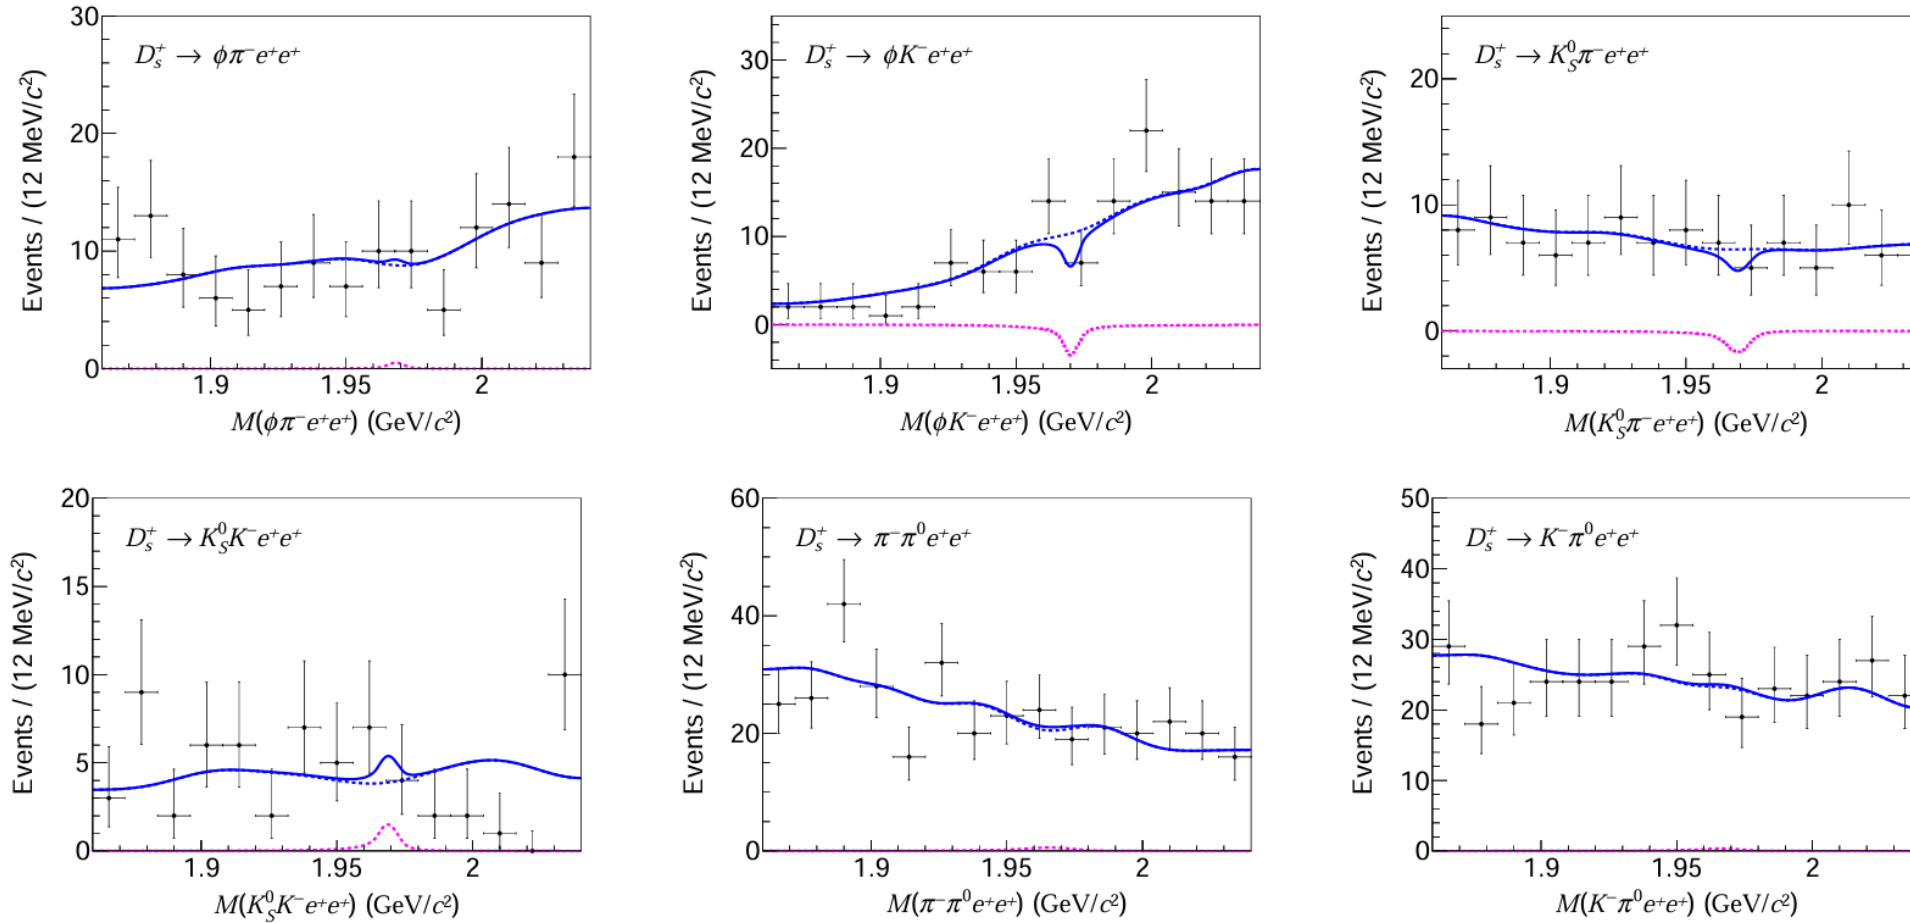 30
20
10
0
Events / (12 MeV/c²)
D_s^+ → ϕπ⁻e⁺e⁺
1.9
1.95
2
M(ϕπ⁻e⁺e⁺) (GeV/c²)
30
20
10
0
Events / (12 MeV/c²)
D_s^+ → ϕK⁻e⁺e⁺
1.9
1.95
2
M(ϕK⁻e⁺e⁺) (GeV/c²)
20
10
0
Events / (12 MeV/c²)
D_s^+ → K_S^0π⁻e⁺e⁺
1.9
1.95
2
M(K_S^0π⁻e⁺e⁺) (GeV/c²)
20
15
10
5
0
Events / (12 MeV/c²)
D_s^+ → K_S^0K⁻e⁺e⁺
1.9
1.95
2
M(K_S^0K⁻e⁺e⁺) (GeV/c²)
60
40
20
0
Events / (12 MeV/c²)
D_s^+ → π⁻π⁰e⁺e⁺
1.9
1.95
2
M(π⁻π⁰e⁺e⁺) (GeV/c²)
50
40
30
20
10
0
Events / (12 MeV/c²)
D_s^+ → K⁻π⁰e⁺e⁺
1.9
1.95
2
M(K⁻π⁰e⁺e⁺) (GeV/c²)